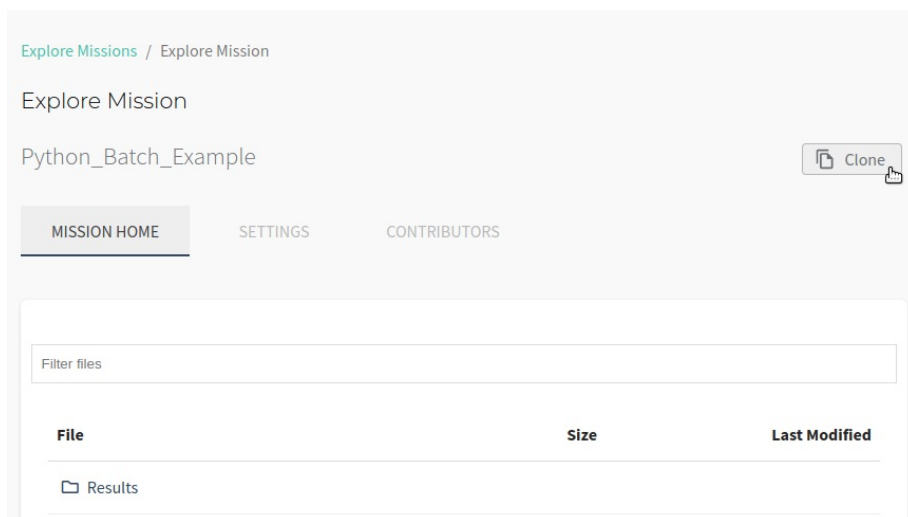 Explore Missions / Explore Mission
Explore Mission
Python_Batch_Example
Clone
MISSION HOME SETTINGS CONTRIBUTORS
Filter files
File Size Last Modified
Results